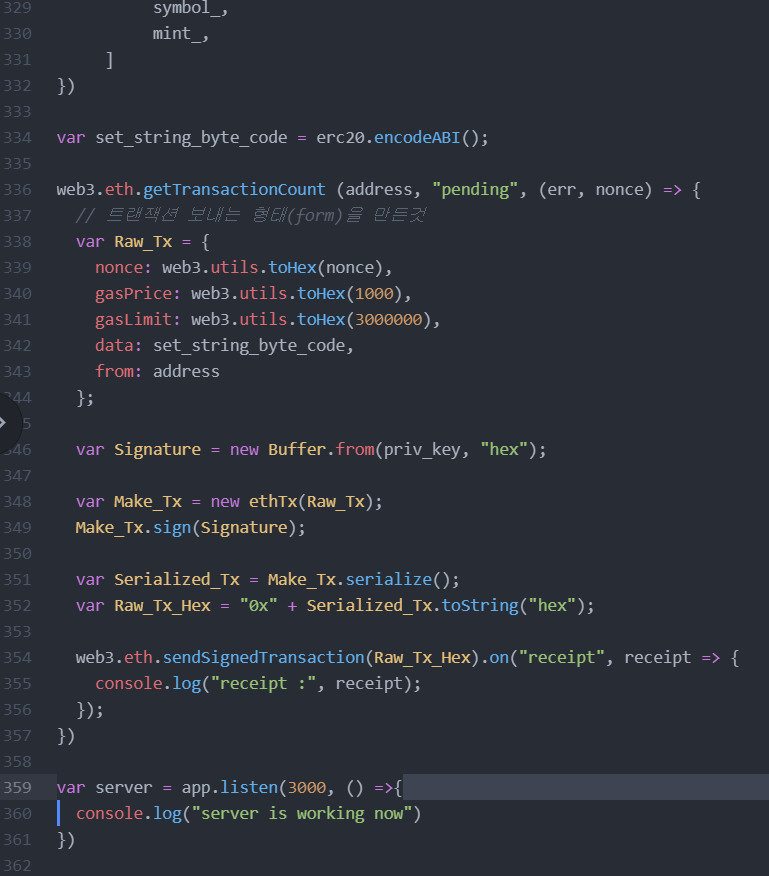 329 symbol_,
330 mint_,
331 ]
332 })
333
334 var set_string_byte_code = erc20.encodeABI();
335
336 web3.eth.getTransactionCount (address, "pending", (err, nonce) => {
337 // 트랜잭션 보내는 형태(form)을 만든것
338 var Raw_Tx = {
339 nonce: web3.utils.toHex(nonce),
340 gasPrice: web3.utils.toHex(1000),
341 gasLimit: web3.utils.toHex(3000000),
342 data: set_string_byte_code,
343 from: address
344 };
5
346 var Signature = new Buffer.from(priv_key, "hex");
347
348 var Make_Tx = new ethTx(Raw_Tx);
349 Make_Tx.sign(Signature);
350
351 var Serialized_Tx = Make_Tx.serialize();
352 var Raw_Tx_Hex = "0x" + Serialized_Tx.toString("hex");
353
354 web3.eth.sendSignedTransaction(Raw_Tx_Hex).on("receipt", receipt => {
355 console.log("receipt :", receipt);
356 });
357 })
358
359 var server = app.listen(3000, () =>{
360 console.log("server is working now")
361 })
362